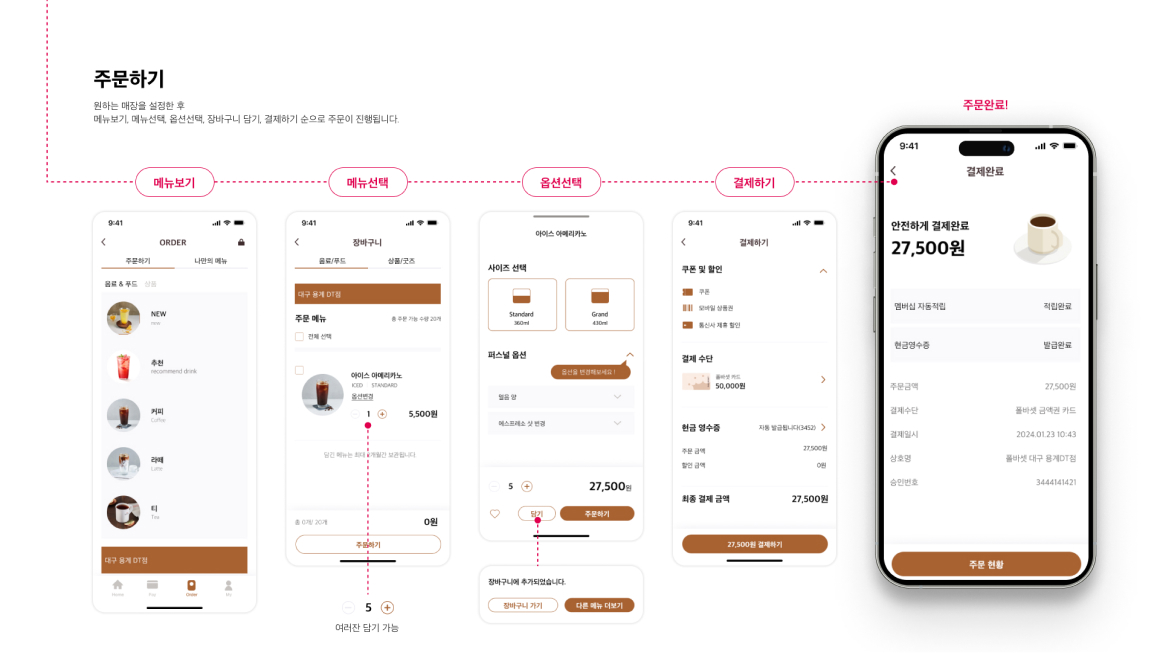 주문하기
원하는 매장을 설정한 후
메뉴보기, 메뉴선택, 옵션선택, 장바구니 담기, 결제하기 순으로 주문이 진행됩니다.
메뉴보기
메뉴선택
옵션선택
결제하기
주문완료!
9:41
ORDER
주문하기
나만의 메뉴
음료 & 푸드
상품
NEW
new
추천
recommend drink
커피
Coffee
라떼
Latte
티
Tea
대구 용계 DT점
Home
Pay
Order
My
9:41
장바구니
음료/푸드
상품/굿즈
대구 용계 DT점
주문 메뉴
총 주문 가능 수량 20개
전체 선택
아이스 아메리카노
ICED STANDARD
옵션변경
1
5,500원
담긴 메뉴는 최대 개월간 보관됩니다.
총 0개/ 20개
0원
주문하기
5
여러잔 담기 가능
아이스 아메리카노
사이즈 선택
Standard
360ml
Grand
430ml
퍼스널 옵션
옵션을 변경해보세요 !
얼음 양
에스프레소 샷 변경
5
27,500원
담기
주문하기
장바구니에 추가되었습니다.
장바구니 가기
다른 메뉴 더보기
9:41
결제하기
쿠폰 및 할인
쿠폰
모바일 상품권
통신사 제휴 할인
결제 수단
폴바셋 카드
50,000원
현금 영수증
자동 발급됩니다(3452)
주문 금액
27,500원
할인 금액
0원
최종 결제 금액
27,500원
27,500원 결제하기
9:41
결제완료
안전하게 결제완료
27,500원
멤버십 자동적립
적립완료
현금영수증
발급완료
주문금액
27,500원
결제수단
폴바셋 금액권 카드
결제일시
2024.01.23 10:43
상호명
폴바셋 대구 용계DT점
승인번호
3444141421
주문 현황